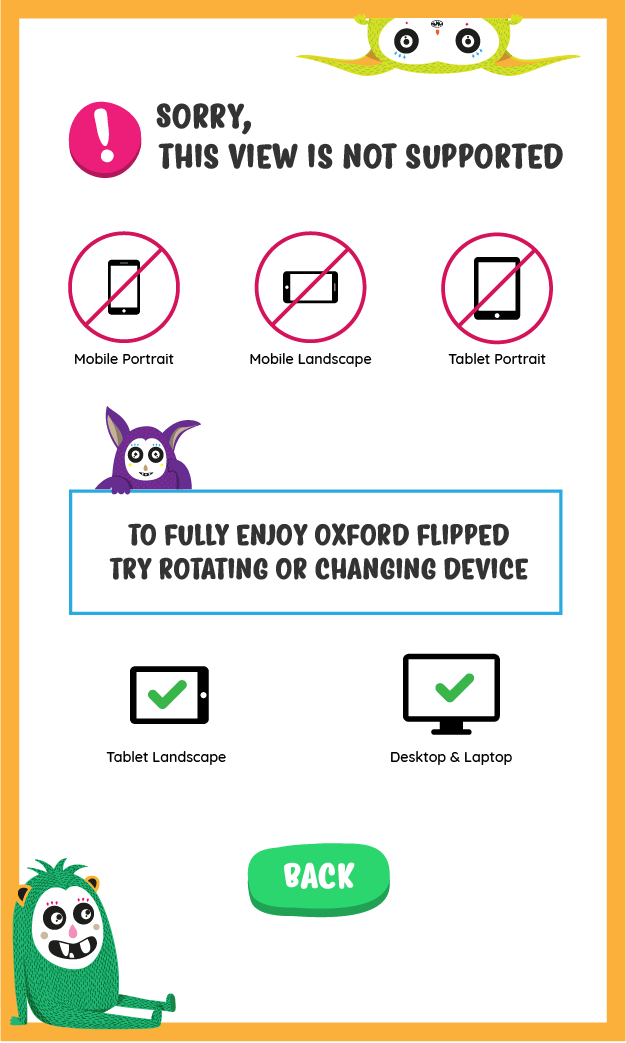 SORRY,
THIS VIEW IS NOT SUPPORTED
Mobile Portrait
Mobile Landscape
Tablet Portrait
TO FULLY ENJOY OXFORD FLIPPED
TRY ROTATING OR CHANGING DEVICE
Tablet Landscape
Desktop & Laptop
BACK